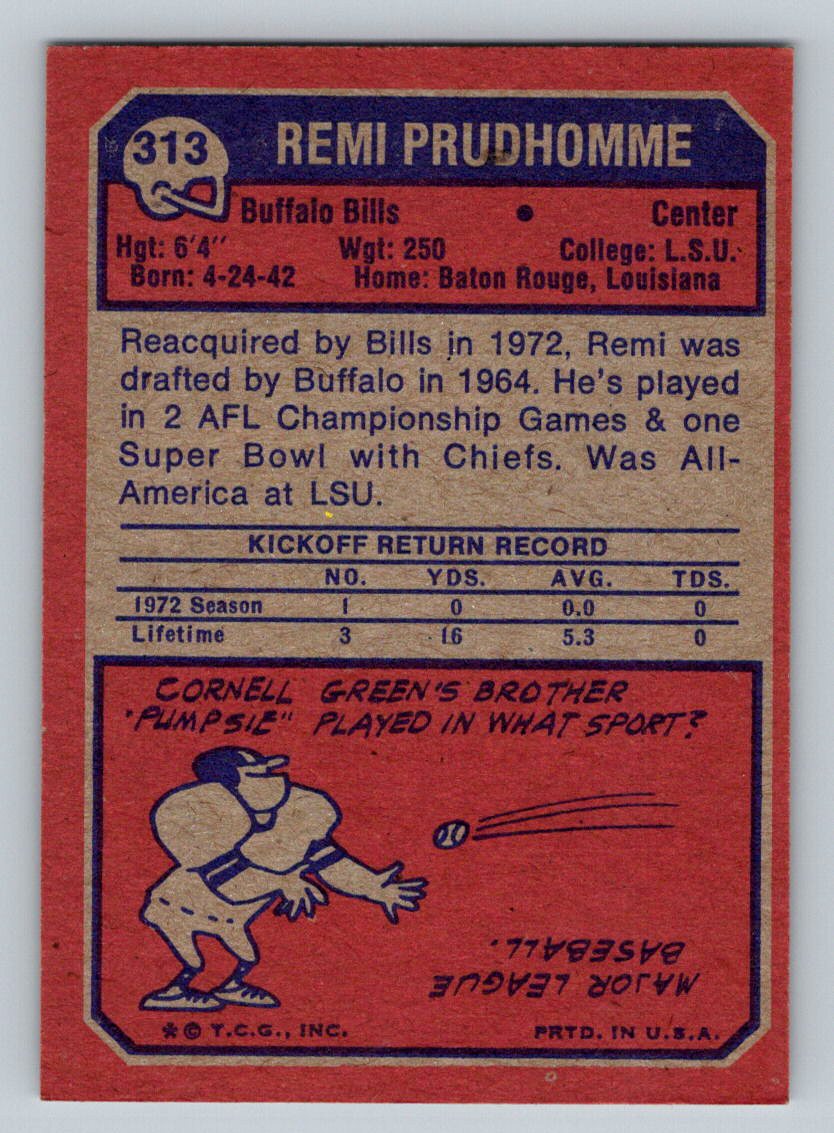 313
REMI PRUDHOMME
Buffalo Bills • Center
Hgt: 6'4" Wgt: 250 College: L.S.U.
Born: 4-24-42 Home: Baton Rouge, Louisiana
Reacquired by Bills in 1972, Remi was
drafted by Buffalo in 1964. He's played
in 2 AFL Championship Games & one
Super Bowl with Chiefs. Was All-
America at LSU.
KICKOFF RETURN RECORD
NO. YDS. AVG. TDS.
1972 Season 1 0 0.0 0
Lifetime 3 16 5.3 0
CORNELL GREEN'S BROTHER
"PUMPSIE" PLAYED IN WHAT SPORT?
MAJOR LEAGUE
BASEBALL.
* © T.C.G., INC. PRTD. IN U.S.A.